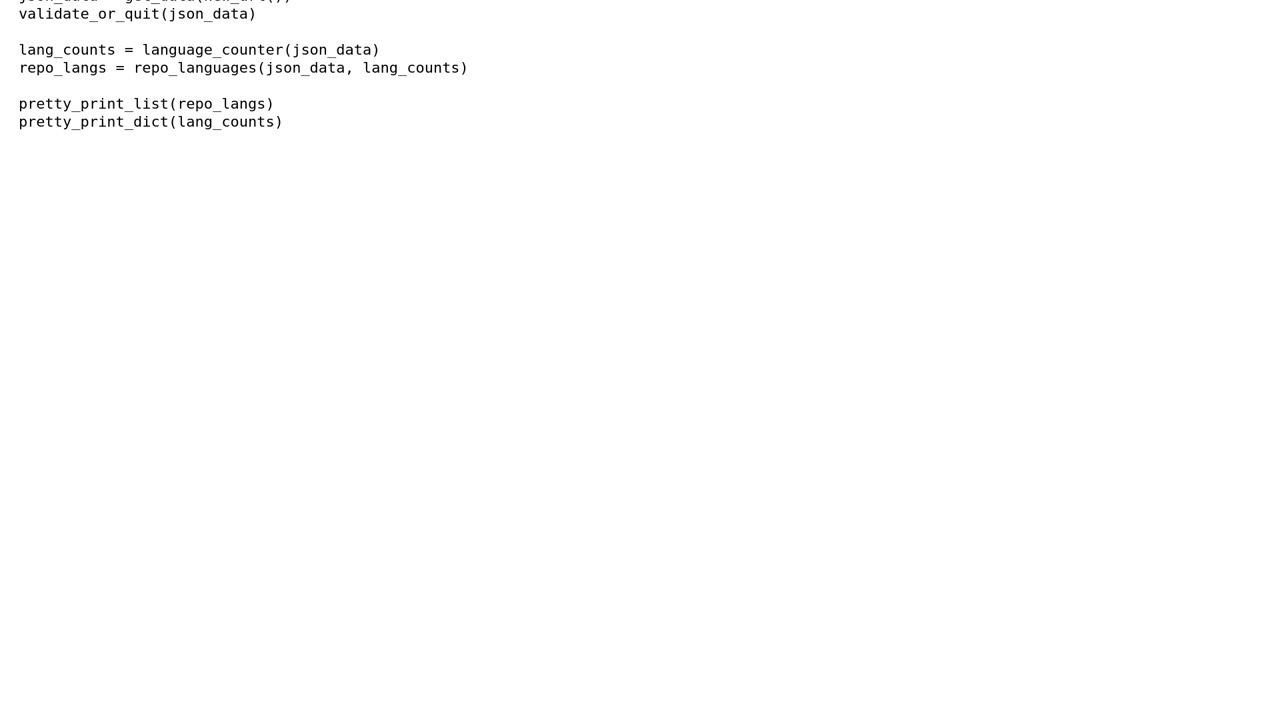 validate_or_quit(json_data)
lang_counts = language_counter(json_data)
repo_langs = repo_languages(json_data, lang_counts)
pretty_print_list(repo_langs)
pretty_print_dict(lang_counts)